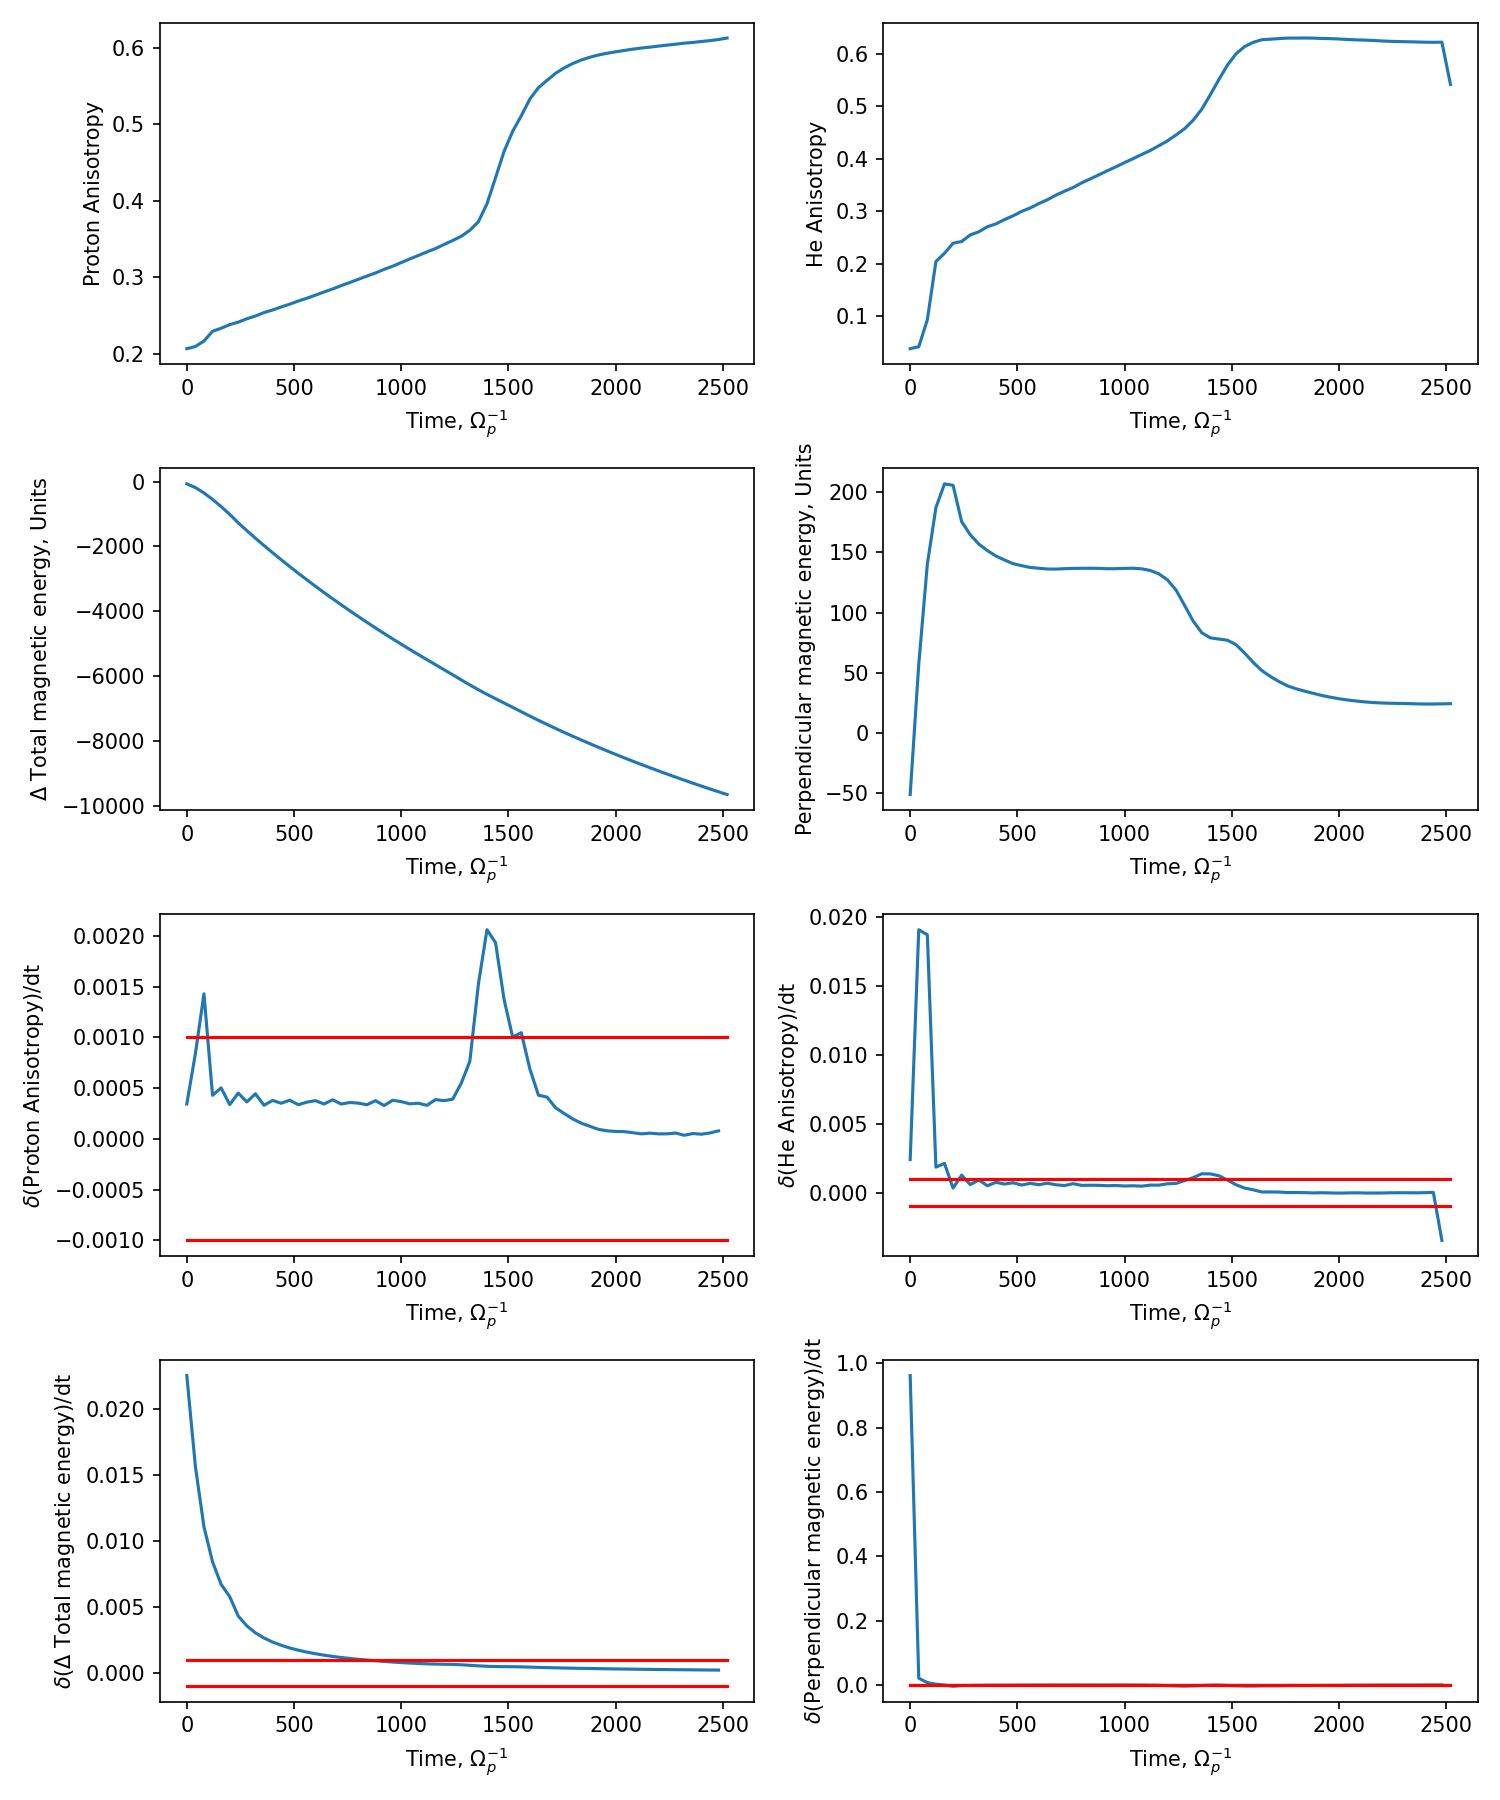 Proton Anisotropy
0.6
0.5
0.4
0.3
0.2
0 500 1000 1500 2000 2500
Time, Ω_p^{−1}
He Anisotropy
0.6
0.5
0.4
0.3
0.2
0.1
0 500 1000 1500 2000 2500
Time, Ω_p^{−1}
Δ Total magnetic energy, Units
0
−2000
−4000
−6000
−8000
−10000
0 500 1000 1500 2000 2500
Time, Ω_p^{−1}
Perpendicular magnetic energy, Units
200
150
100
50
0
−50
0 500 1000 1500 2000 2500
Time, Ω_p^{−1}
δ(Proton Anisotropy)/dt
0.0020
0.0015
0.0010
0.0005
0.0000
−0.0005
−0.0010
0 500 1000 1500 2000 2500
Time, Ω_p^{−1}
δ(He Anisotropy)/dt
0.020
0.015
0.010
0.005
0.000
0 500 1000 1500 2000 2500
Time, Ω_p^{−1}
δ(Δ Total magnetic energy)/dt
0.020
0.015
0.010
0.005
0.000
0 500 1000 1500 2000 2500
Time, Ω_p^{−1}
δ(Perpendicular magnetic energy)/dt
1.0
0.8
0.6
0.4
0.2
0.0
0 500 1000 1500 2000 2500
Time, Ω_p^{−1}